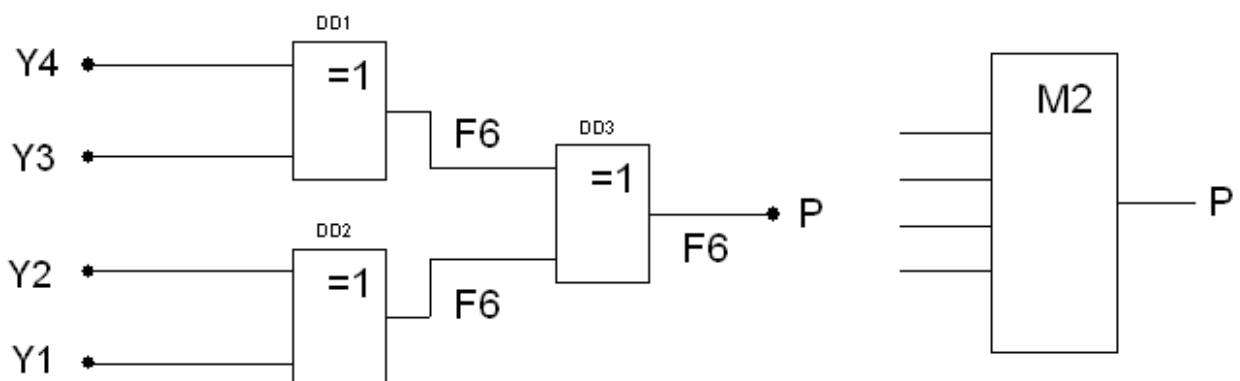 DD1
Y4
=1
M2
F6
DD3
Y3
=1
P
P
DD2
F6
Y2
=1
F6
Y1